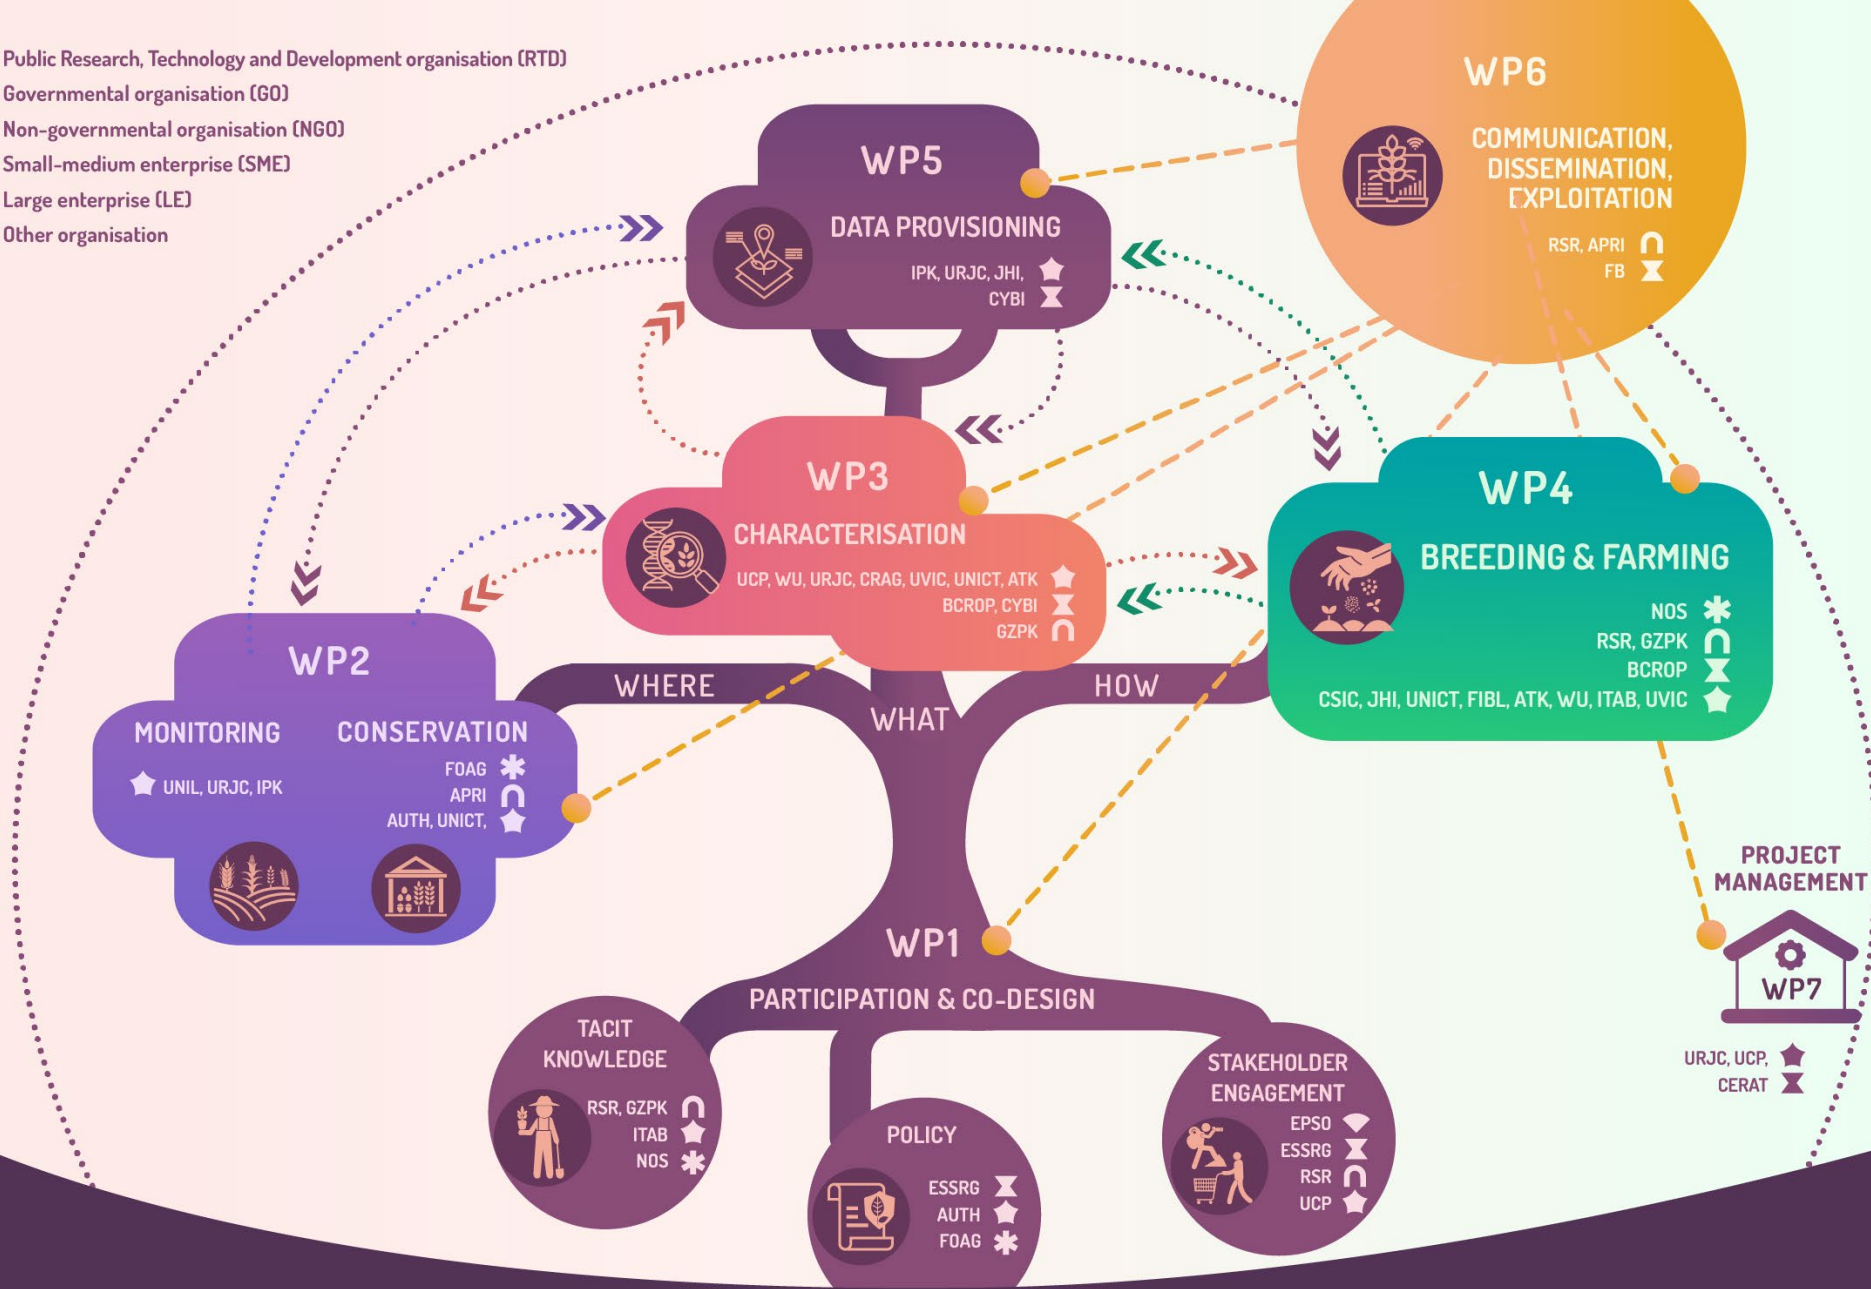 Public Research, Technology and Development organisation (RTD)
Governmental organisation (GO)
Non-governmental organisation (NGO)
Small-medium enterprise (SME)
Large enterprise (LE)
Other organisation
WP6
COMMUNICATION,
DISSEMINATION,
EXPLOITATION
RSR, APRI
FB
WP5
DATA PROVISIONING
IPK, URJC, JHI,
CYBI
WP3
CHARACTERISATION
UCP, WU, URJC, CRAG, UVIC, UNICT, ATK
BCROP, CYBI
GZPK
WP4
BREEDING & FARMING
NOS
RSR, GZPK
BCROP
CSIC, JHI, UNICT, FIBL, ATK, WU, ITAB, UVIC
WP2
MONITORING
UNIL, URJC, IPK
CONSERVATION
FOAG
APRI
AUTH, UNICT,
WHERE
WHAT
HOW
WP1
PARTICIPATION & CO-DESIGN
TACIT
KNOWLEDGE
RSR, GZPK
ITAB
NOS
POLICY
ESSRG
AUTH
FOAG
STAKEHOLDER
ENGAGEMENT
EPSO
ESSRG
RSR
UCP
PROJECT
MANAGEMENT
WP7
URJC, UCP,
CERAT